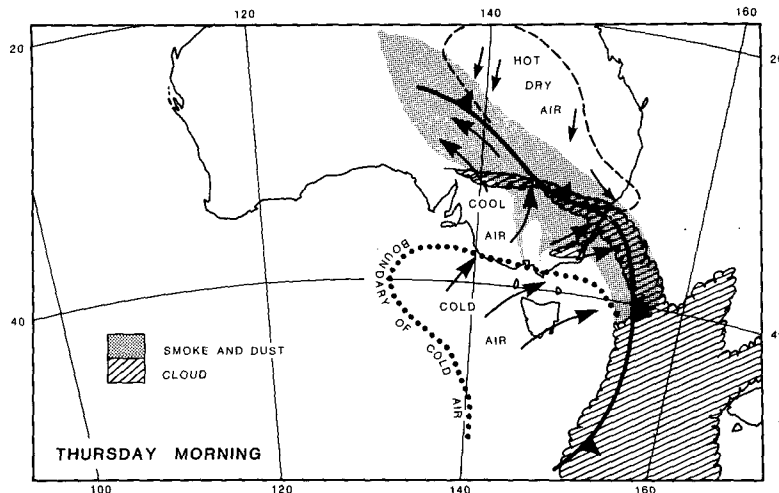 120
140
160
20
HOT
DRY
AIR
COOL
AIR
BOUNDARY OF COLD AIR
COLD
AIR
40
SMOKE AND DUST
CLOUD
THURSDAY MORNING
100
120
140
160